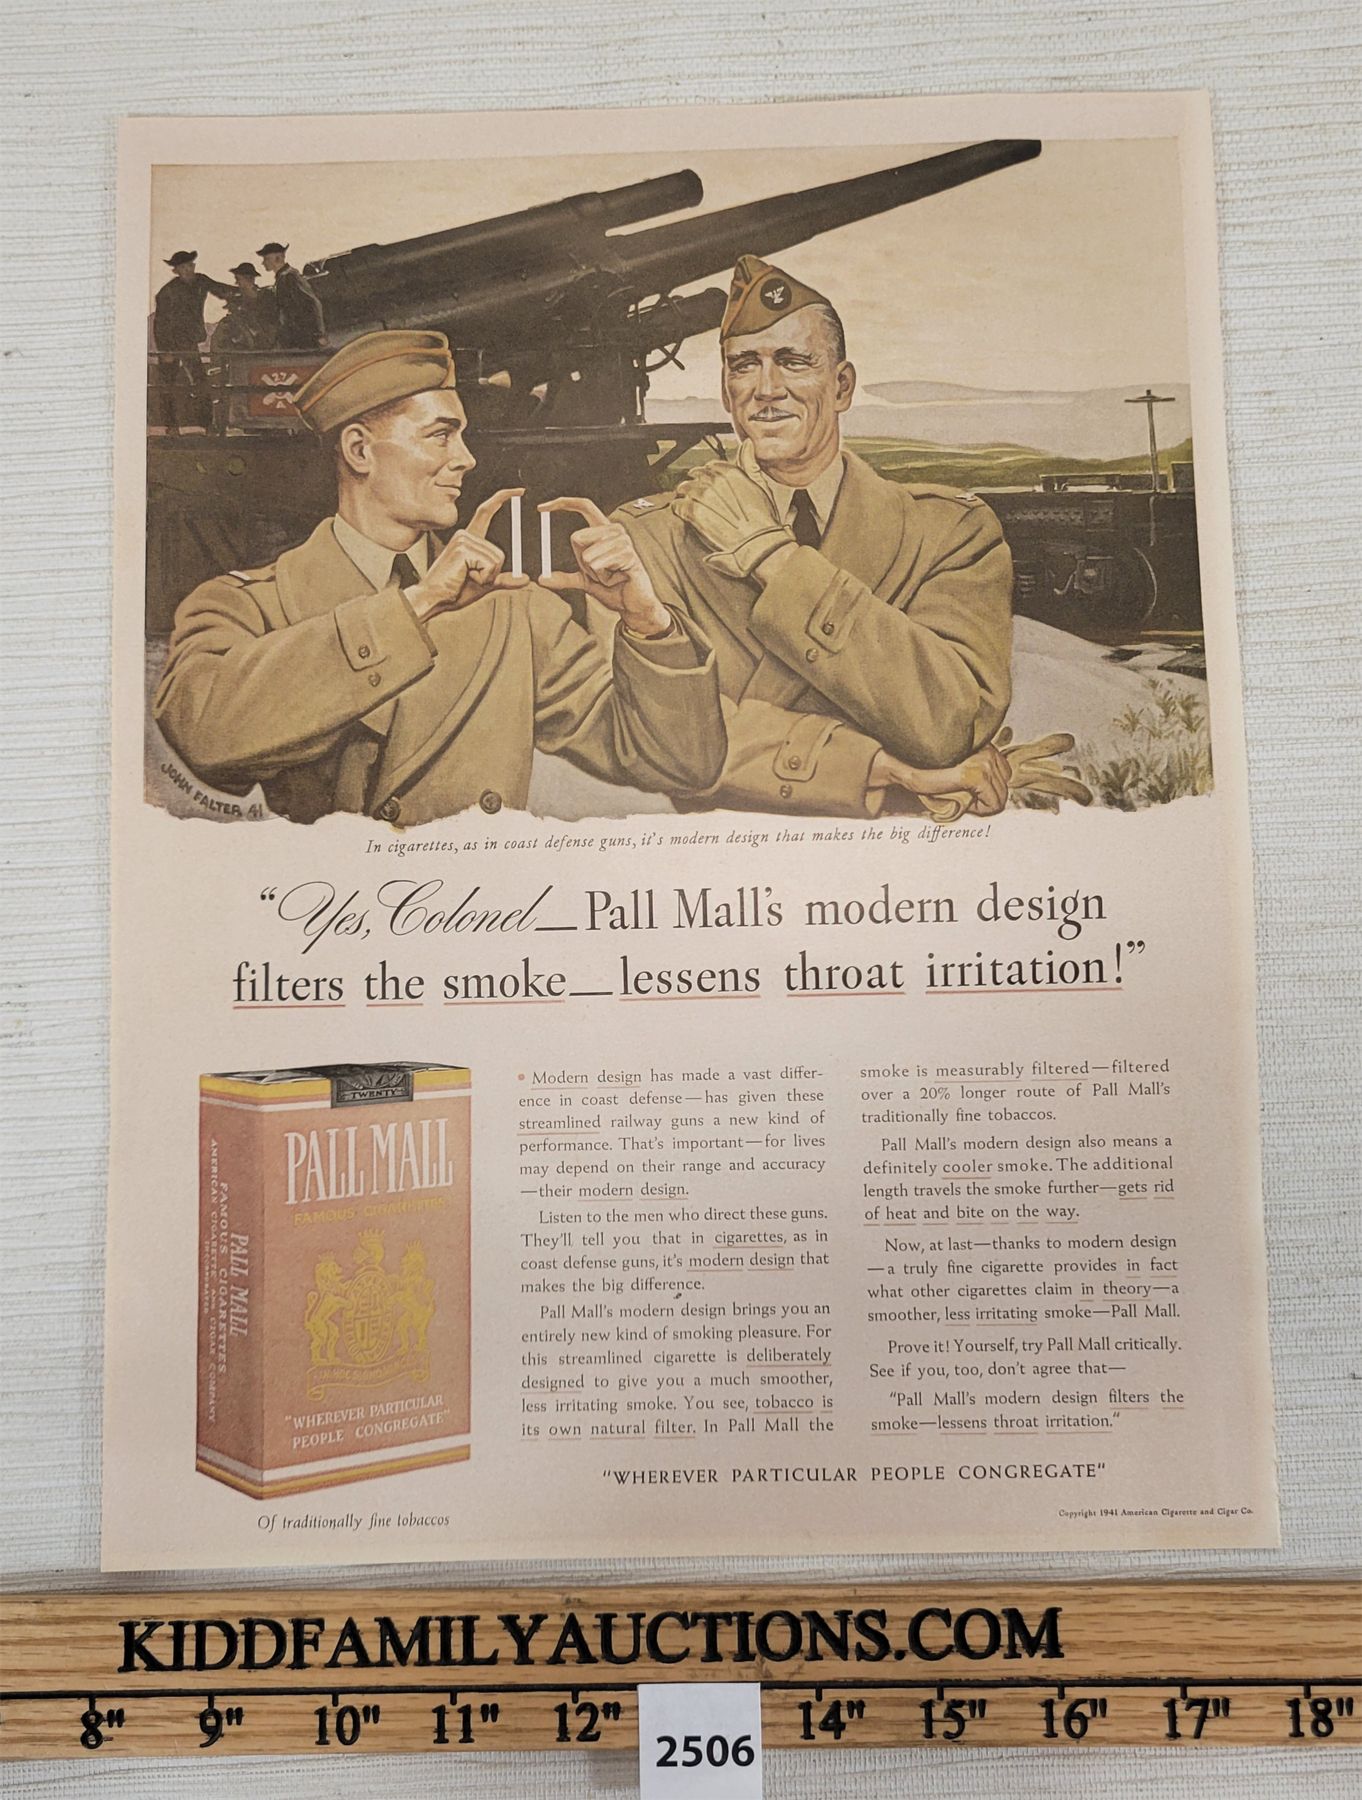 27
A
JOHN FALTER 41
In cigarettes, as in coast defense guns, it's modern design that makes the big difference!
"Yes, Colonel—Pall Mall's modern design
filters the smoke—lessens throat irritation!"
TWENTY
PALL MALL
FAMOUS CIGARETTES
"WHEREVER PARTICULAR
PEOPLE CONGREGATE"
PALL MALL
FAMOUS CIGARETTES
AMERICAN CIGARETTE AND CIGAR COMPANY
INCORPORATED
Of traditionally fine tobaccos
• Modern design has made a vast differ-
ence in coast defense—has given these
streamlined railway guns a new kind of
performance. That's important—for lives
may depend on their range and accuracy
—their modern design.
Listen to the men who direct these guns.
They'll tell you that in cigarettes, as in
coast defense guns, it's modern design that
makes the big difference.
Pall Mall's modern design brings you an
entirely new kind of smoking pleasure. For
this streamlined cigarette is deliberately
designed to give you a much smoother,
less irritating smoke. You see, tobacco is
its own natural filter. In Pall Mall the
smoke is measurably filtered—filtered
over a 20% longer route of Pall Mall's
traditionally fine tobaccos.
Pall Mall's modern design also means a
definitely cooler smoke. The additional
length travels the smoke further—gets rid
of heat and bite on the way.
Now, at last—thanks to modern design
—a truly fine cigarette provides in fact
what other cigarettes claim in theory—a
smoother, less irritating smoke—Pall Mall.
Prove it! Yourself, try Pall Mall critically.
See if you, too, don't agree that—
"Pall Mall's modern design filters the
smoke—lessens throat irritation."
"WHEREVER PARTICULAR PEOPLE CONGREGATE"
Copyright 1941 American Cigarette and Cigar Co.
KIDDFAMILYAUCTIONS.COM
8" 9" 10" 11" 12" 14" 15" 16" 17" 18"
2506